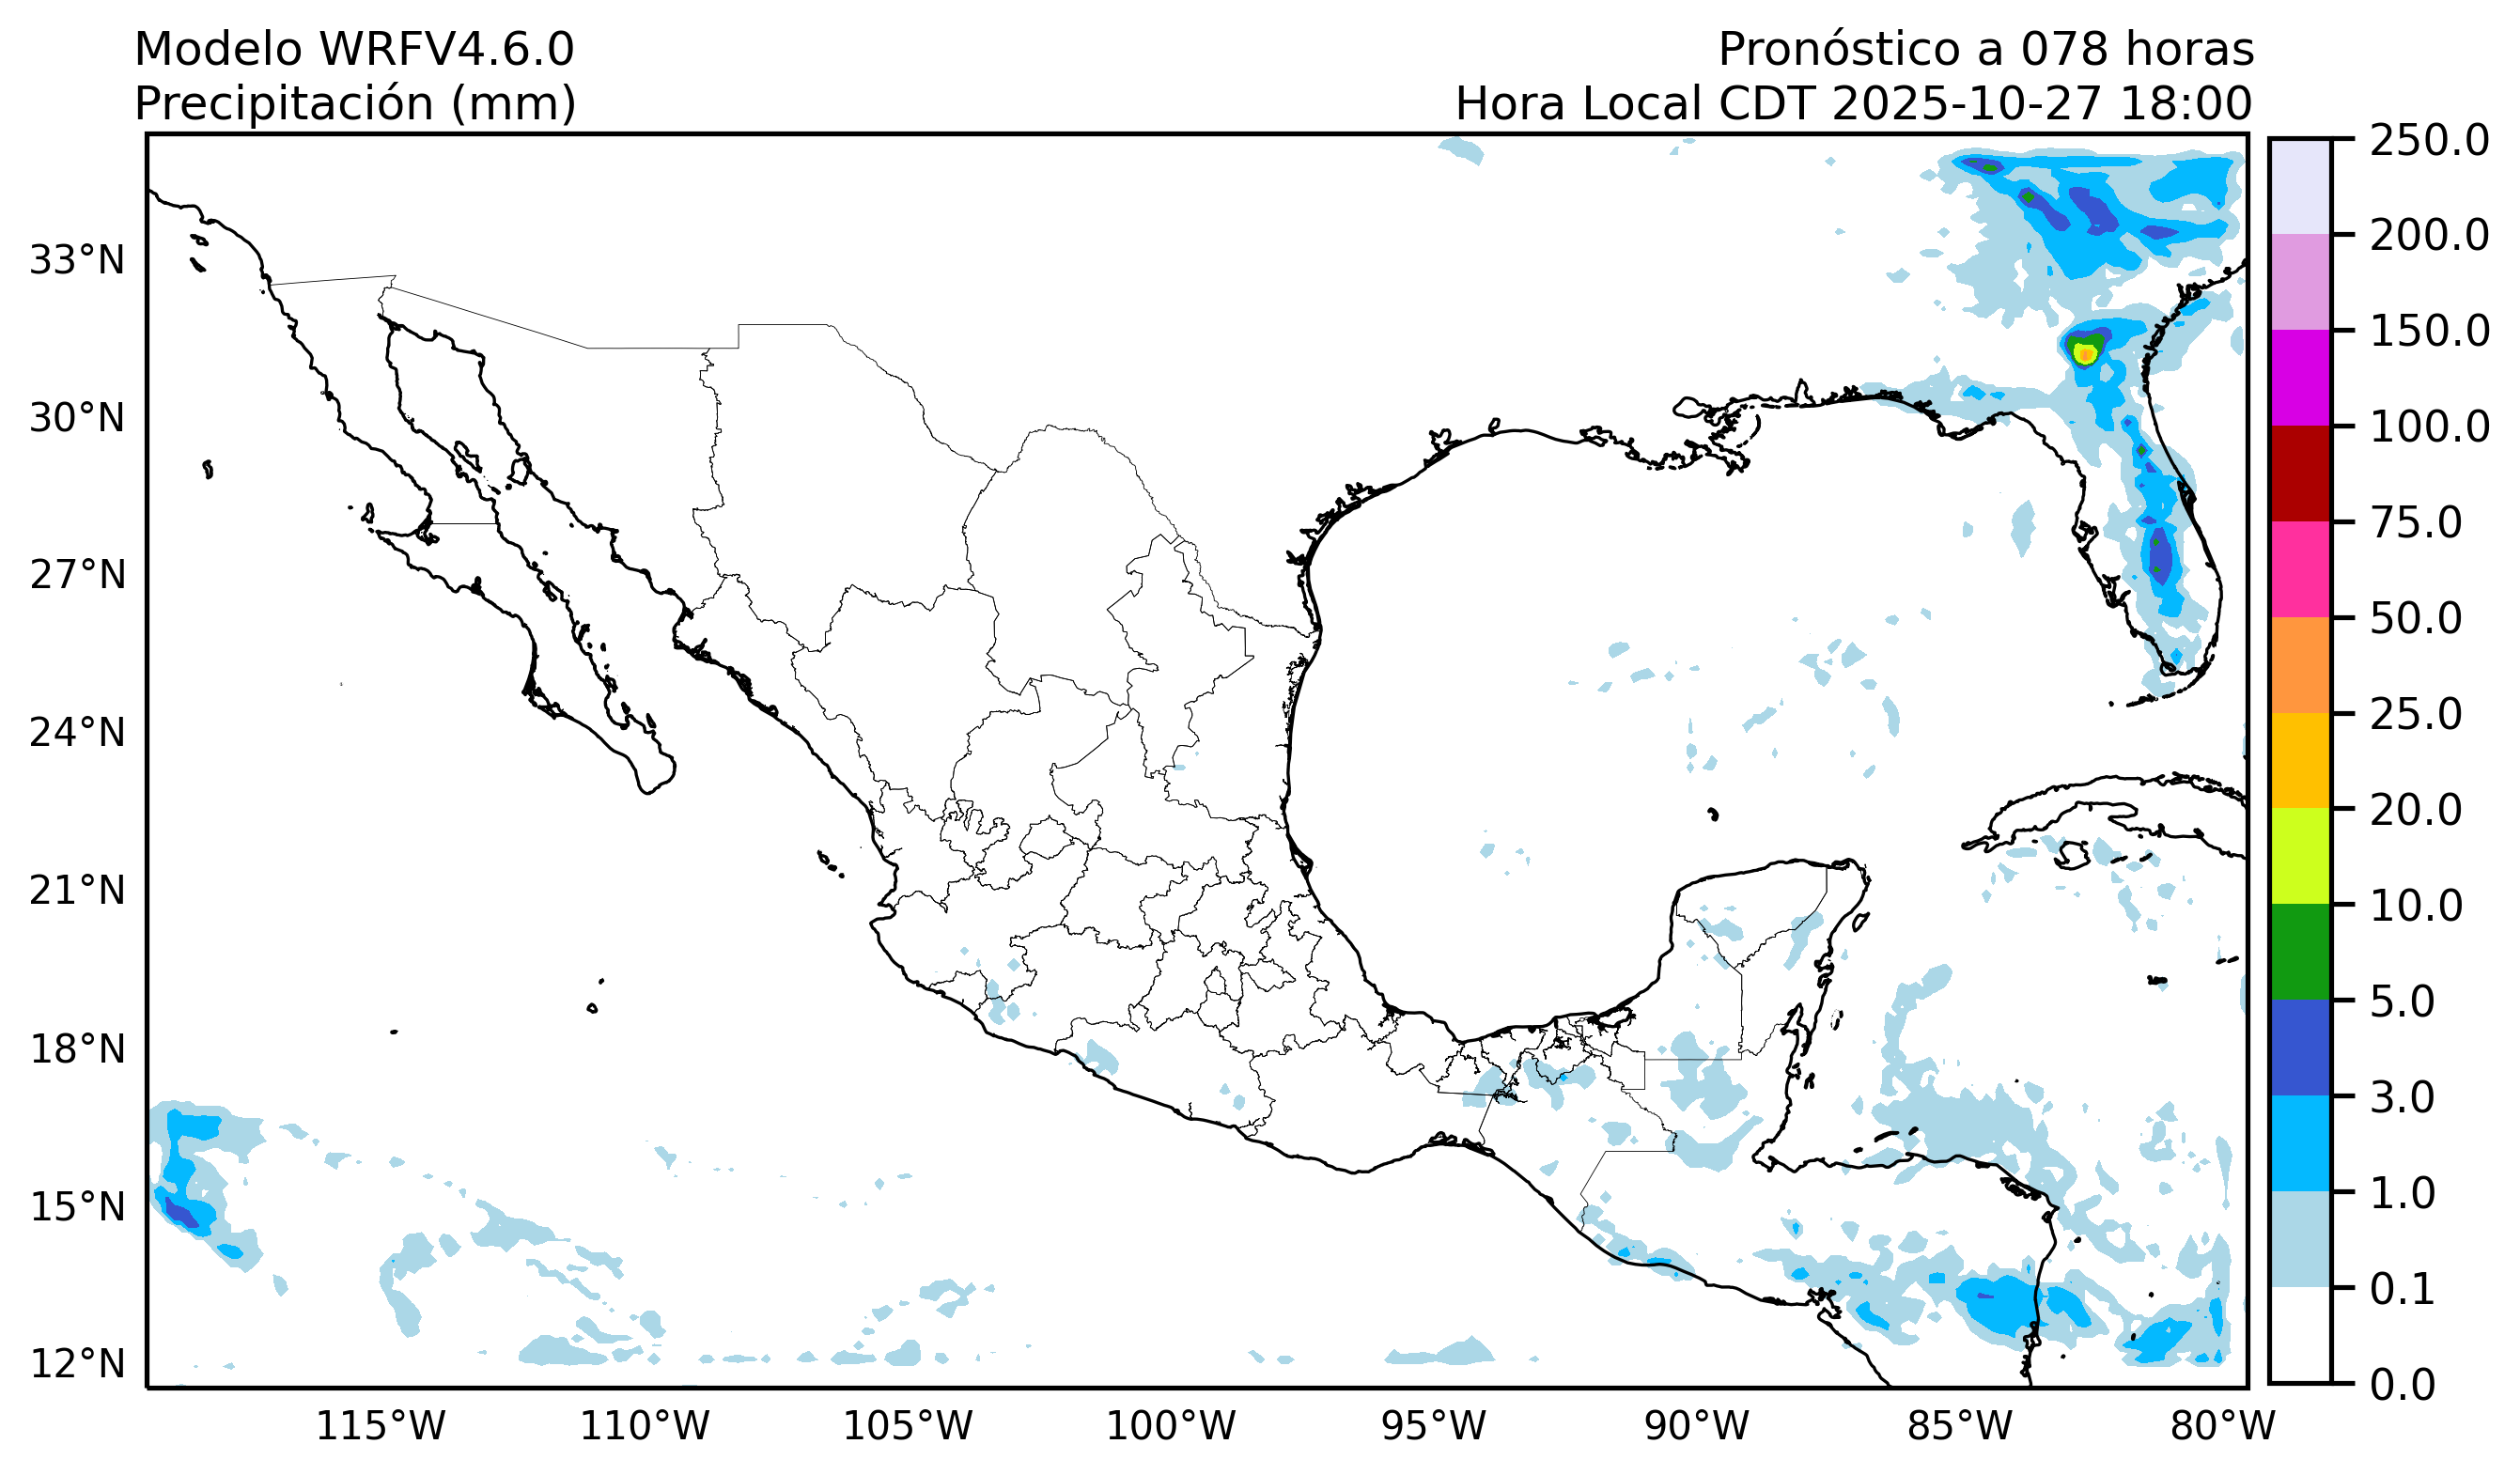 Modelo WRFV4.6.0
Precipitación (mm)
Pronóstico a 078 horas
Hora Local CDT 2025-10-27 18:00
33°N
30°N
27°N
24°N
21°N
18°N
15°N
12°N
115°W
110°W
105°W
100°W
95°W
90°W
85°W
80°W
250.0
200.0
150.0
100.0
75.0
50.0
25.0
20.0
10.0
5.0
3.0
1.0
0.1
0.0